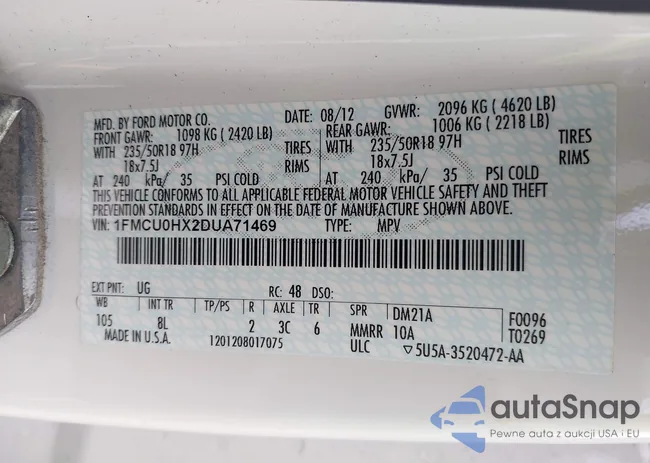 MFD. BY FORD MOTOR CO. DATE: 08/12 GVWR: 2096 KG ( 4620 LB)
FRONT GAWR: 1098 KG ( 2420 LB) REAR GAWR: 1006 KG ( 2218 LB)
WITH 235/50R18 97H TIRES WITH 235/50R18 97H TIRES
18x7.5J RIMS 18x7.5J RIMS
AT 240 kPa/ 35 PSI COLD AT 240 kPa/ 35 PSI COLD
THIS VEHICLE CONFORMS TO ALL APPLICABLE FEDERAL MOTOR VEHICLE SAFETY AND THEFT
PREVENTION STANDARDS IN EFFECT ON THE DATE OF MANUFACTURE SHOWN ABOVE.
VIN: 1FMCU0HX2DUA71469 TYPE: MPV
EXT PNT: UG RC: 48 DSO:
WB INT TR TP/PS R AXLE TR SPR DM21A F0096
105 8L 2 3C 6 MMRR 10A T0269
MADE IN U.S.A. 1201208017075 ULC ▽5U5A-3520472-AA
autaSnap
Pewne auta z aukcji USA i EU